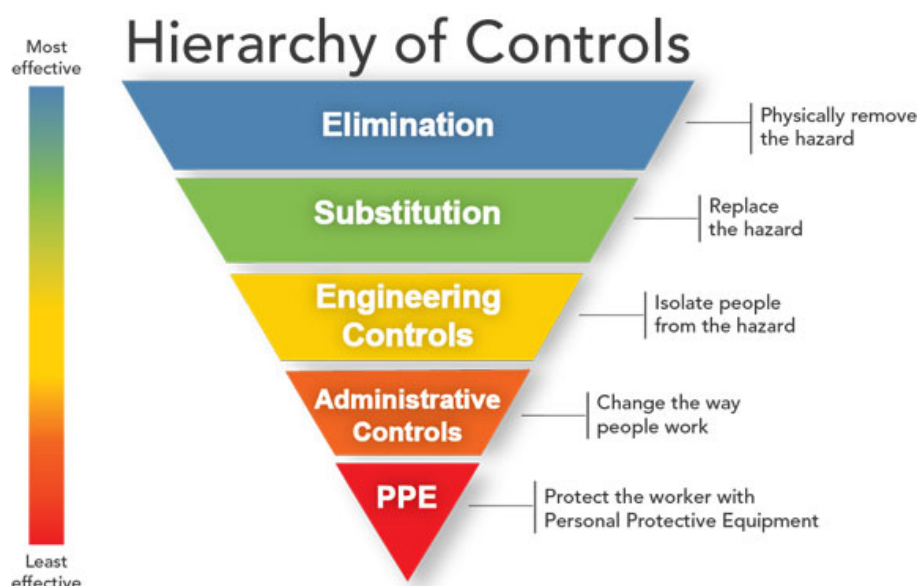 Hierarchy of Controls
Most
effective
Elimination
Physically remove
the hazard
Substitution
Replace
the hazard
Engineering
Controls
Isolate people
from the hazard
Administrative
Controls
Change the way
people work
PPE
Protect the worker with
Personal Protective Equipment
Least
effective